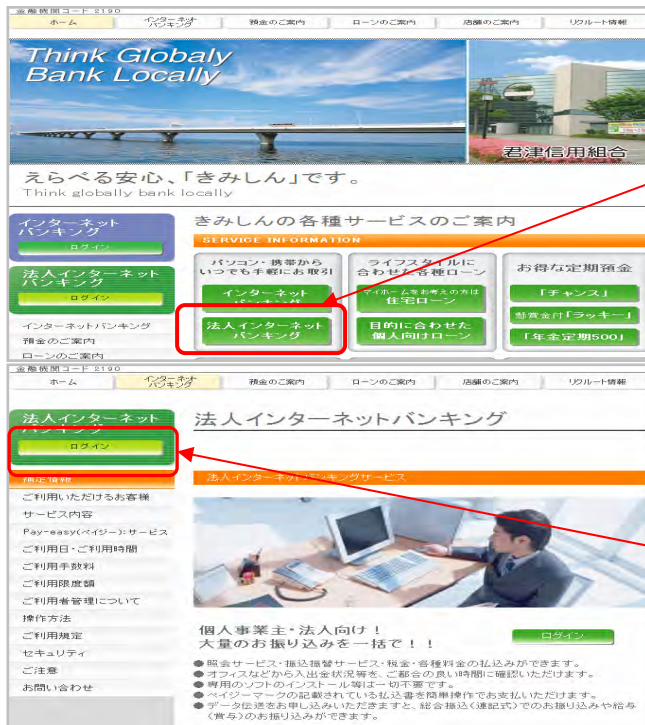 金融機関コード 2190
ホーム
インターネット
バンキング
預金のご案内
ローンのご案内
店舗のご案内
リクルート情報
Think Globaly
Bank Locally
君津信用組合
えらべる安心、「きみしん」です。
Think globally bank locally
インターネット
バンキング
ログイン
法人インターネット
バンキング
ログイン
インターネットバンキング
預金のご案内
ローンのご案内
きみしんの各種サービスのご案内
SERVICE INFORMATION
パソコン・携帯から
いつでも手軽にお取引
インターネット
バンキング
法人インターネット
バンキング
ライフスタイルに
合わせた各種ローン
マイホームをお考えの方は
住宅ローン
目的に合わせた
個人向けローン
お得な定期預金
「チャンス」
懸賞金付「ラッキー」
「年金定期500」
金融機関コード 2190
ホーム
インターネット
バンキング
預金のご案内
ローンのご案内
店舗のご案内
リクルート情報
法人インターネット
バンキング
ログイン
補足情報
ご利用いただけるお客様
サービス内容
Pay-easy(ペイジー):サービス
ご利用日・ご利用時間
ご利用手数料
ご利用限度額
ご利用者管理について
操作方法
ご利用規定
セキュリティ
ご注意
お問い合わせ
法人インターネットバンキング
法人インターネットバンキングサービス
個人事業主・法人向け!
大量のお振り込みを一括で!!
ログイン
●照会サービス・振込振替サービス・税金・各種料金の払込みができます。
●オフィスなどから入出金状況等を、ご都合の良い時間に確認いただけます。
●専用のソフトのインストール等は一切不要です。
●ペイジーマークの記載されている払込書を簡単操作でお支払いただけます。
●データ伝送をお申し込みいただきますと、総合振込(連記式)でのお振り込みや給与
(賞与)のお振り込みができます。